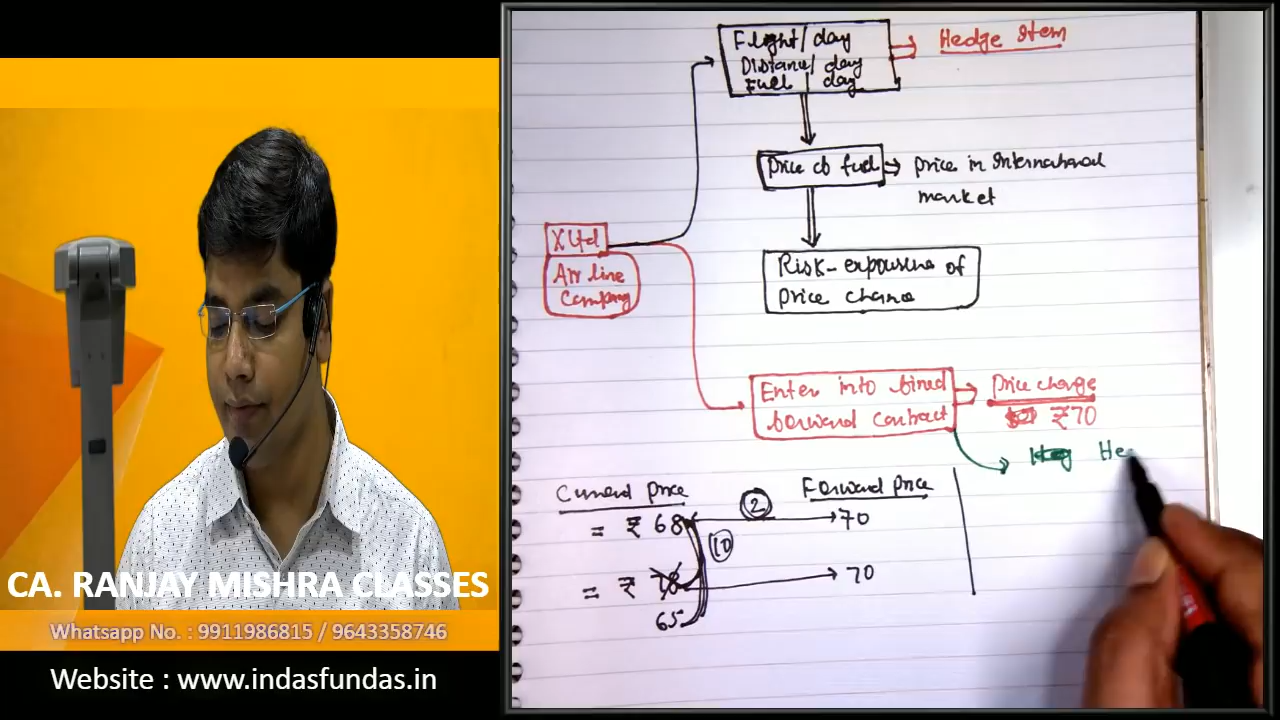 Flight/day
Distance/day
Fuel / day
Hedge Item
Price of fuel
price in International
market
X Ltd
Air line
Company
Risk-exposure of
price change
Enter into fixed
forward contract
Price change
₹70
He
Current price
Forward price
= ₹ 68
2
70
10
= ₹ 78
70
65
CA. RANJAY MISHRA CLASSES
Whatsapp No. : 9911986815 / 9643358746
Website : www.indasfundas.in